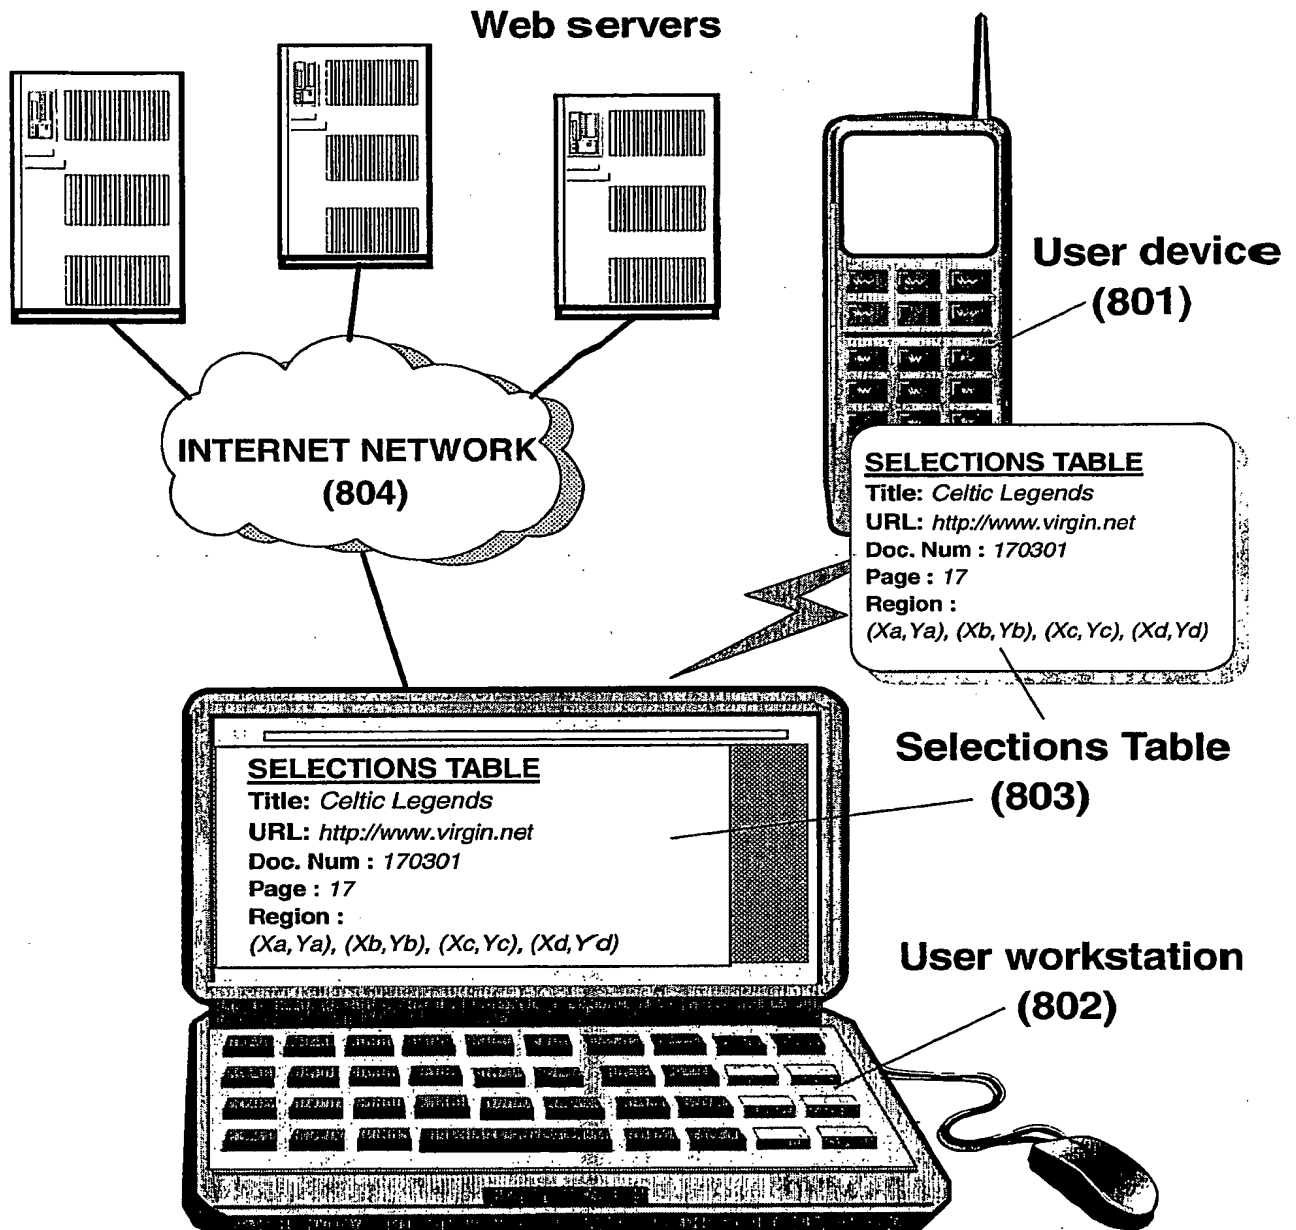 Web servers
User device
(801)
INTERNET NETWORK
(804)
SELECTIONS TABLE
Title: Celtic Legends
URL: http://www.virgin.net
Doc. Num : 170301
Page : 17
Region :
(Xa,Ya), (Xb,Yb), (Xc,Yc), (Xd,Yd)
Selections Table
(803)
SELECTIONS TABLE
Title: Celtic Legends
URL: http://www.virgin.net
Doc. Num : 170301
Page : 17
Region :
(Xa,Ya), (Xb,Yb), (Xc,Yc), (Xd,Yd)
User workstation
(802)